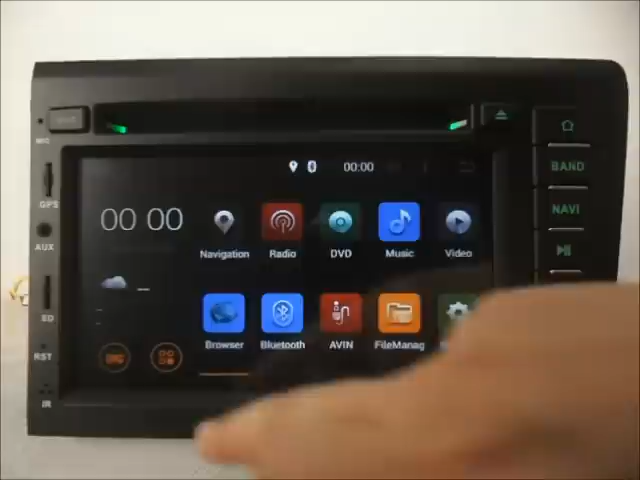 MIC
BAND
00:00
GPS
NAVI
00 00
AUX
Navigation
Radio
DVD
Music
Video
SD
Browser
Bluetooth
AVIN
FileManag
RST
IR